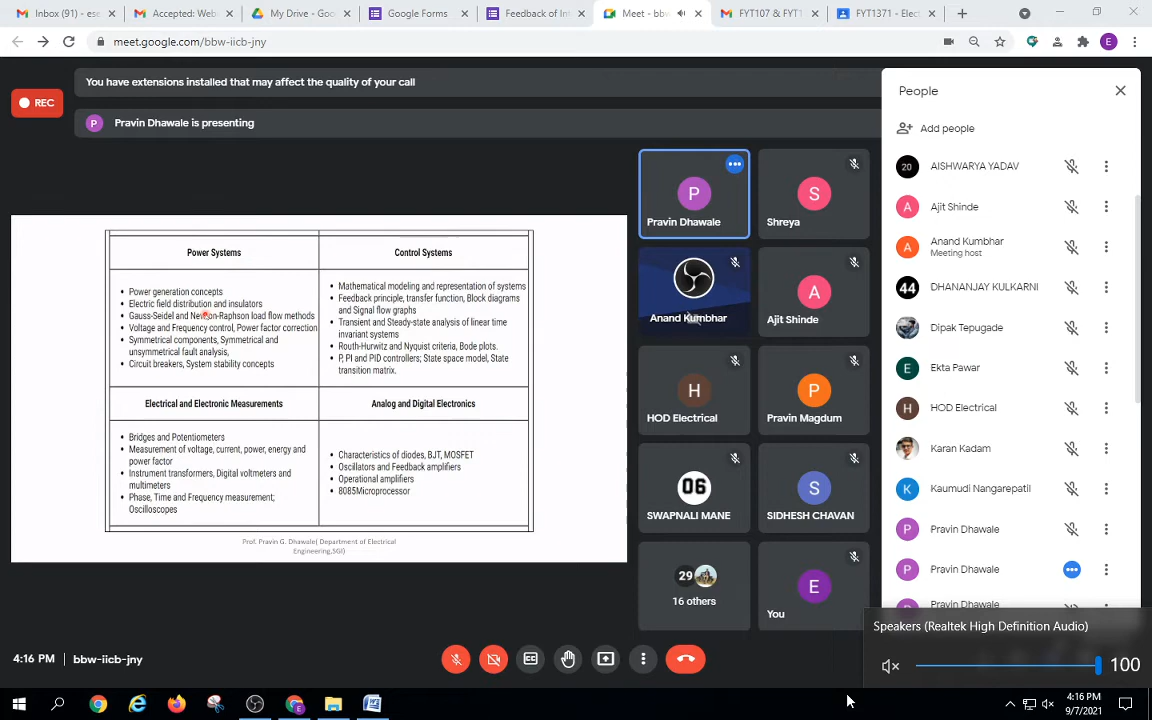 Inbox (91) - ese
Accepted: Web
My Drive - Goo
Google Forms
Feedback of Int
Meet - bbw
FYT107 & FYT1
FYT1371 - Elect
meet.google.com/bbw-iicb-jny
E
You have extensions installed that may affect the quality of your call
REC
P
Pravin Dhawale is presenting
Power Systems
Control Systems
• Power generation concepts
• Electric field distribution and insulators
• Gauss-Seidel and Newton-Raphson load flow methods
• Voltage and Frequency control, Power factor correction
• Symmetrical components, Symmetrical and
unsymmetrical fault analysis,
• Circuit breakers, System stability concepts
• Mathematical modeling and representation of systems
• Feedback principle, transfer function, Block diagrams
and Signal flow graphs
• Transient and Steady-state analysis of linear time
invariant systems
• Routh-Hurwitz and Nyquist criteria, Bode plots.
• P, PI and PID controllers; State space model, State
transition matrix.
Electrical and Electronic Measurements
Analog and Digital Electronics
• Bridges and Potentiometers
• Measurement of voltage, current, power, energy and
power factor
• Instrument transformers, Digital voltmeters and
multimeters
• Phase, Time and Frequency measurement;
Oscilloscopes
• Characteristics of diodes, BJT, MOSFET
• Oscillators and Feedback amplifiers
• Operational amplifiers
• 8085Microprocessor
Prof. Pravin G. Dhawale( Department of Electrical
Engineering,SGI)
P
Pravin Dhawale
S
Shreya
Anand Kumbhar
A
Ajit Shinde
H
HOD Electrical
P
Pravin Magdum
06
SWAPNALI MANE
S
SIDHESH CHAVAN
29
16 others
E
You
People
Add people
20
AISHWARYA YADAV
A
Ajit Shinde
A
Anand Kumbhar
Meeting host
44
DHANANJAY KULKARNI
Dipak Tepugade
E
Ekta Pawar
H
HOD Electrical
Karan Kadam
K
Kaumudi Nangarepatil
P
Pravin Dhawale
P
Pravin Dhawale
P
Pravin Dhawale
Speakers (Realtek High Definition Audio)
100
4:16 PM
bbw-iicb-jny
4:16 PM
9/7/2021